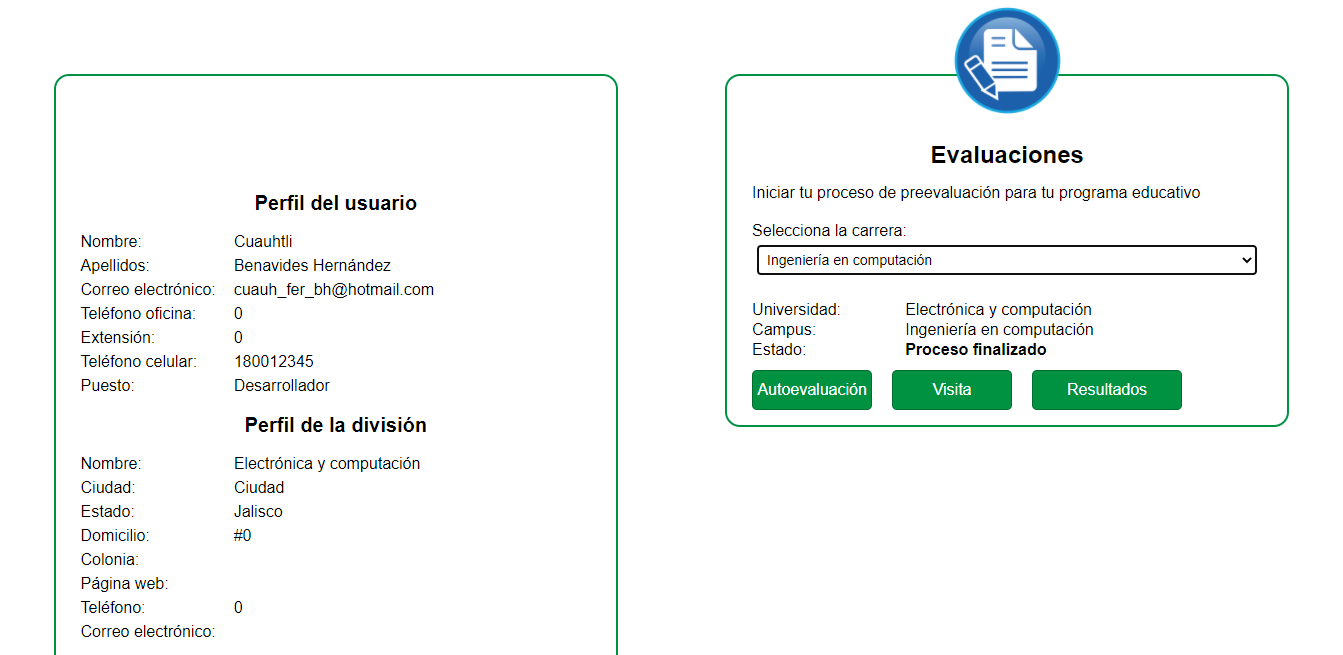 Perfil del usuario
Nombre: Cuauhtli
Apellidos: Benavides Hernández
Correo electrónico: cuauh_fer_bh@hotmail.com
Teléfono oficina: 0
Extensión: 0
Teléfono celular: 180012345
Puesto: Desarrollador
Perfil de la división
Nombre: Electrónica y computación
Ciudad: Ciudad
Estado: Jalisco
Domicilio: #0
Colonia:
Página web:
Teléfono: 0
Correo electrónico:
Evaluaciones
Iniciar tu proceso de preevaluación para tu programa educativo
Selecciona la carrera:
Ingeniería en computación
Universidad: Electrónica y computación
Campus: Ingeniería en computación
Estado: Proceso finalizado
Autoevaluación Visita Resultados